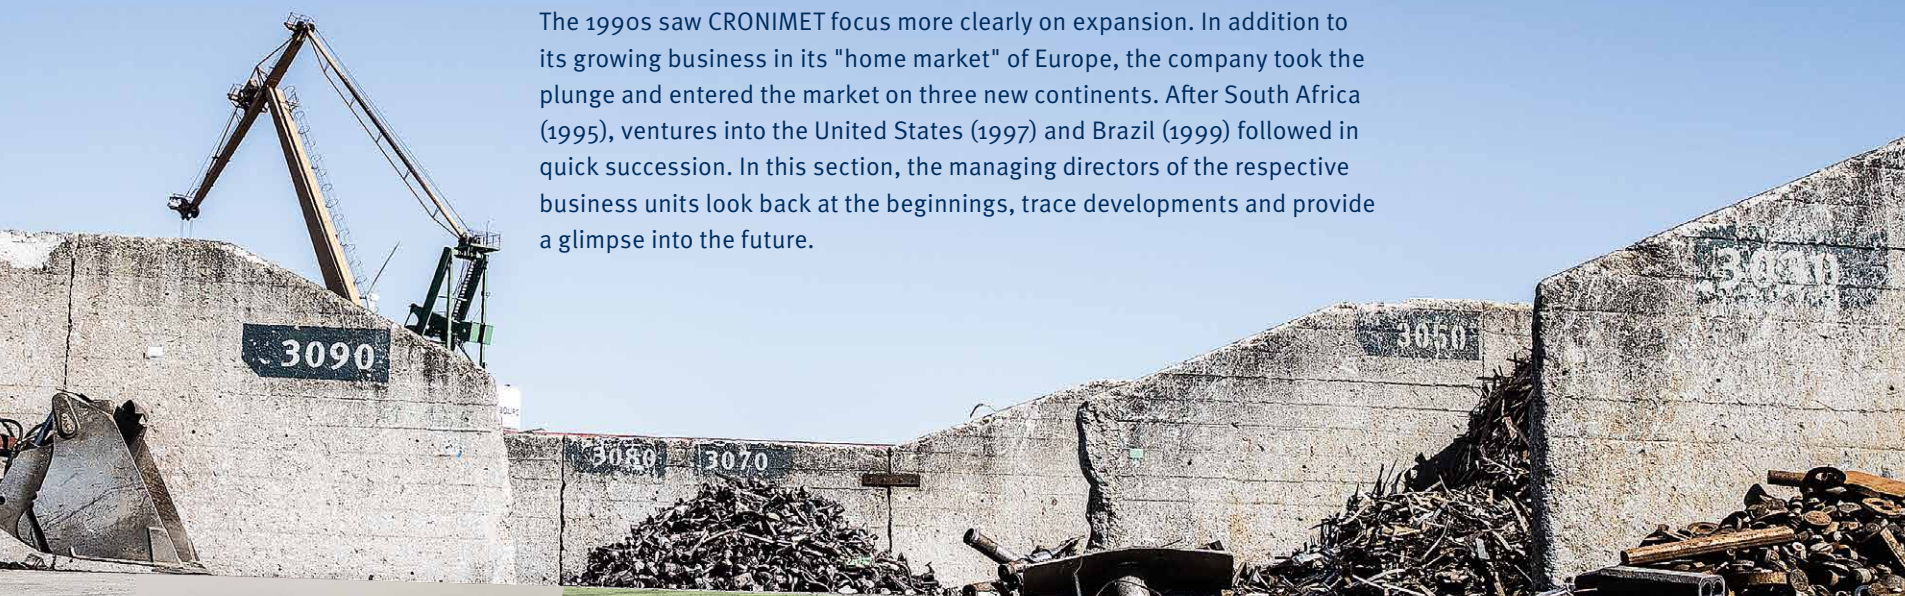 The 1990s saw CRONIMET focus more clearly on expansion. In addition to
its growing business in its "home market" of Europe, the company took the
plunge and entered the market on three new continents. After South Africa
(1995), ventures into the United States (1997) and Brazil (1999) followed in
quick succession. In this section, the managing directors of the respective
business units look back at the beginnings, trace developments and provide
a glimpse into the future.
3090
3080
3070
3050